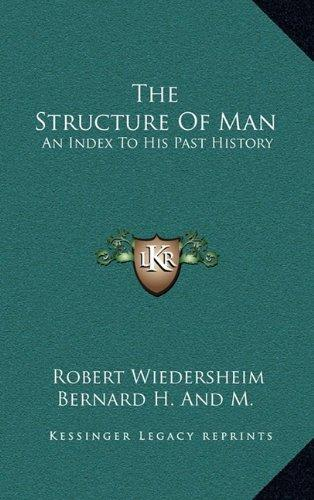 The
Structure Of Man
An Index To His Past History
LKR
Robert Wiedersheim
Bernard H. And M.
Kessinger Legacy reprints